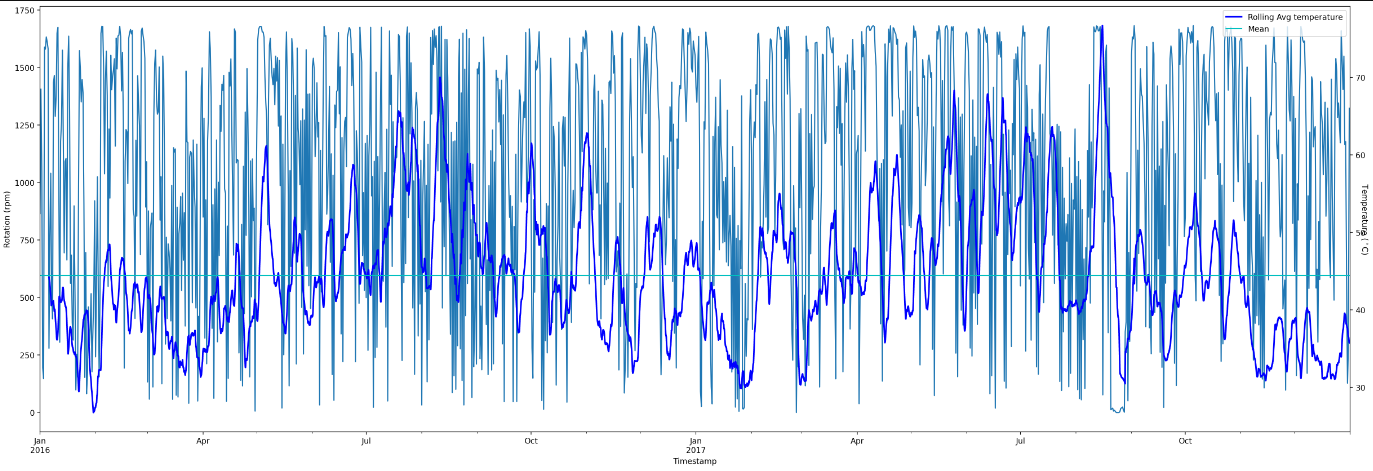 1750
1500
1250
1000
750
500
250
0
Rotation (rpm)
Rolling Avg temperature
Mean
70
60
50
40
30
Temperature (°C)
Jan
2016
Apr
Jul
Oct
Jan
2017
Apr
Jul
Oct
Timestamp